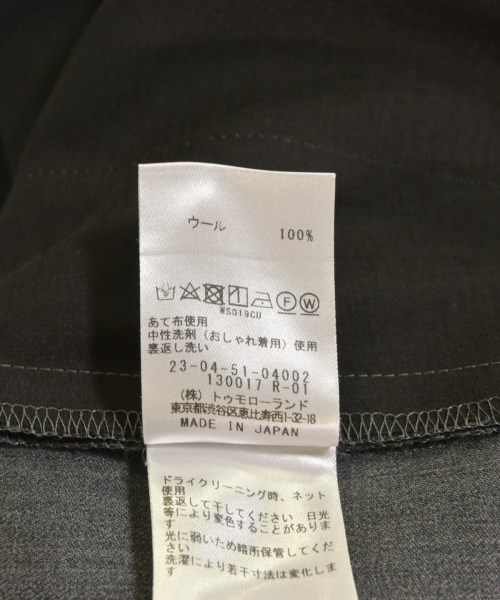 ウール 100%
F W
WS019CU
あて布使用
中性洗剤(おしゃれ着用)使用
裏返し洗い
23-04-51-04002
130017 R-01
(株)トゥモローランド
東京都渋谷区恵比寿西1-32-18
MADE IN JAPAN
ドライクリーニング時、ネット
使用
裏返して干してください 日光
等により変色することがありま
す
光に弱いため暗所保管してくだ
さい
洗濯により若干寸法は変化しま
す